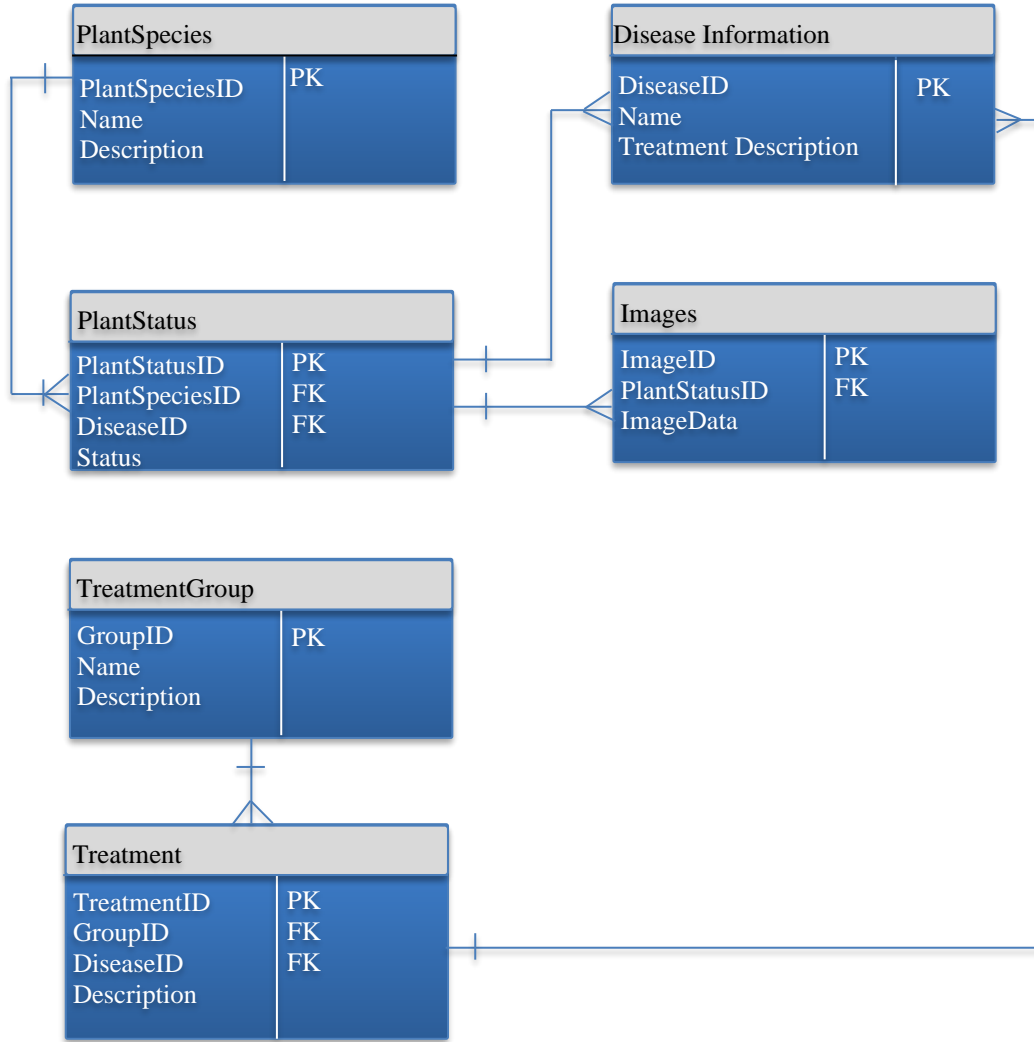 PlantSpecies
PlantSpeciesID PK
Name
Description
Disease Information
DiseaseID PK
Name
Treatment Description
PlantStatus
PlantStatusID PK
PlantSpeciesID FK
DiseaseID FK
Status
Images
ImageID PK
PlantStatusID FK
ImageData
TreatmentGroup
GroupID PK
Name
Description
Treatment
TreatmentID PK
GroupID FK
DiseaseID FK
Description